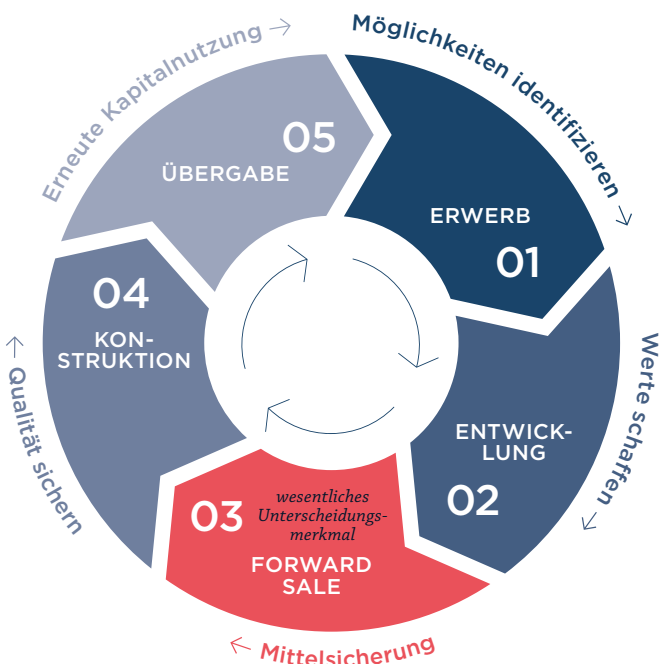 Möglichkeiten identifizieren
ERWERB
01
Werte schaffen
ENTWICK-
LUNG
02
03
wesentliches
Unterscheidungs-
merkmal
FORWARD
SALE
Mittelsicherung
04
KON-
STRUKTION
Qualität sichern
05
ÜBERGABE
Erneute Kapitalnutzung